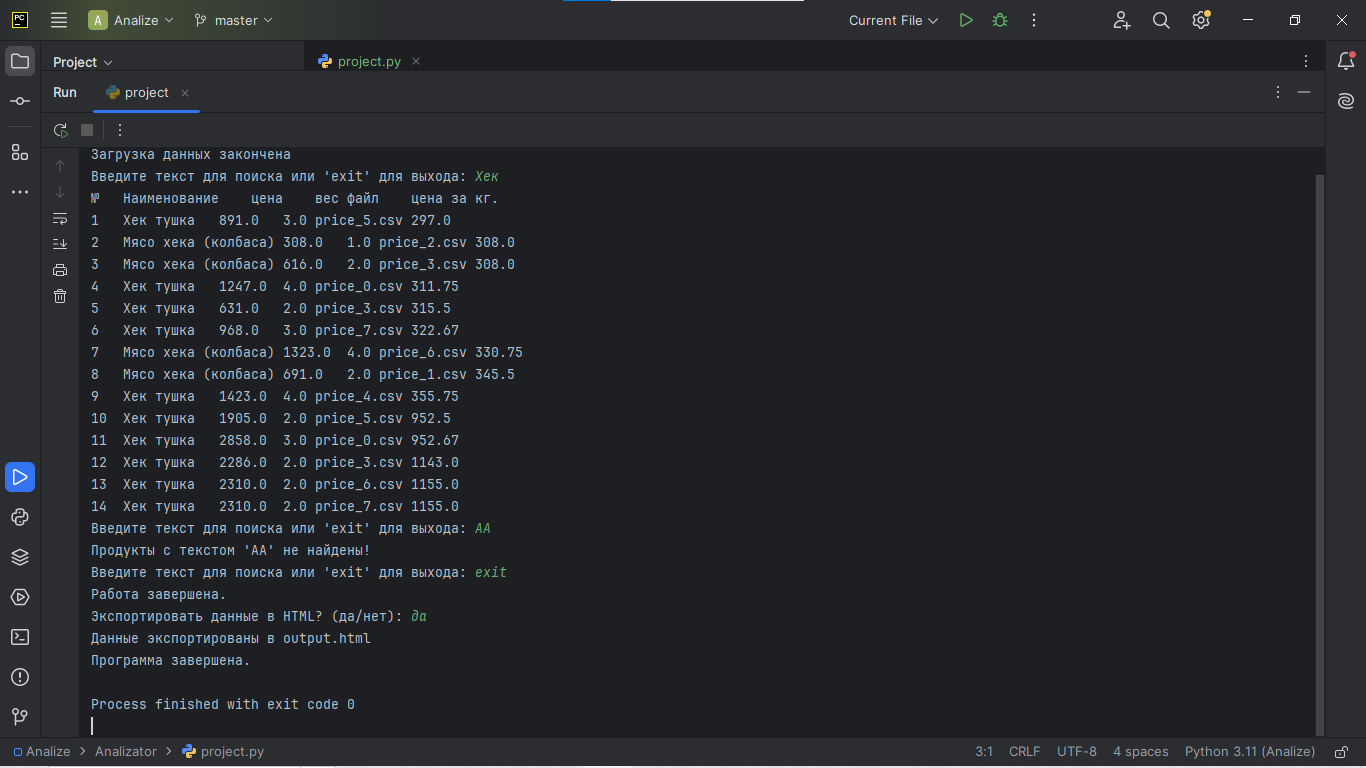 PC
A Analize master Current File
Project project.py
Run project
Загрузка данных закончена
Введите текст для поиска или 'exit' для выхода: Хек
№ Наименование цена вес файл цена за кг.
1 Хек тушка 891.0 3.0 price_5.csv 297.0
2 Мясо хека (колбаса) 308.0 1.0 price_2.csv 308.0
3 Мясо хека (колбаса) 616.0 2.0 price_3.csv 308.0
4 Хек тушка 1247.0 4.0 price_0.csv 311.75
5 Хек тушка 631.0 2.0 price_3.csv 315.5
6 Хек тушка 968.0 3.0 price_7.csv 322.67
7 Мясо хека (колбаса) 1323.0 4.0 price_6.csv 330.75
8 Мясо хека (колбаса) 691.0 2.0 price_1.csv 345.5
9 Хек тушка 1423.0 4.0 price_4.csv 355.75
10 Хек тушка 1905.0 2.0 price_5.csv 952.5
11 Хек тушка 2858.0 3.0 price_0.csv 952.67
12 Хек тушка 2286.0 2.0 price_3.csv 1143.0
13 Хек тушка 2310.0 2.0 price_6.csv 1155.0
14 Хек тушка 2310.0 2.0 price_7.csv 1155.0
Введите текст для поиска или 'exit' для выхода: АА
Продукты с текстом 'АА' не найдены!
Введите текст для поиска или 'exit' для выхода: exit
Работа завершена.
Экспортировать данные в HTML? (да/нет): да
Данные экспортированы в output.html
Программа завершена.
Process finished with exit code 0
Analize > Analizator > project.py 3:1 CRLF UTF-8 4 spaces Python 3.11 (Analize)